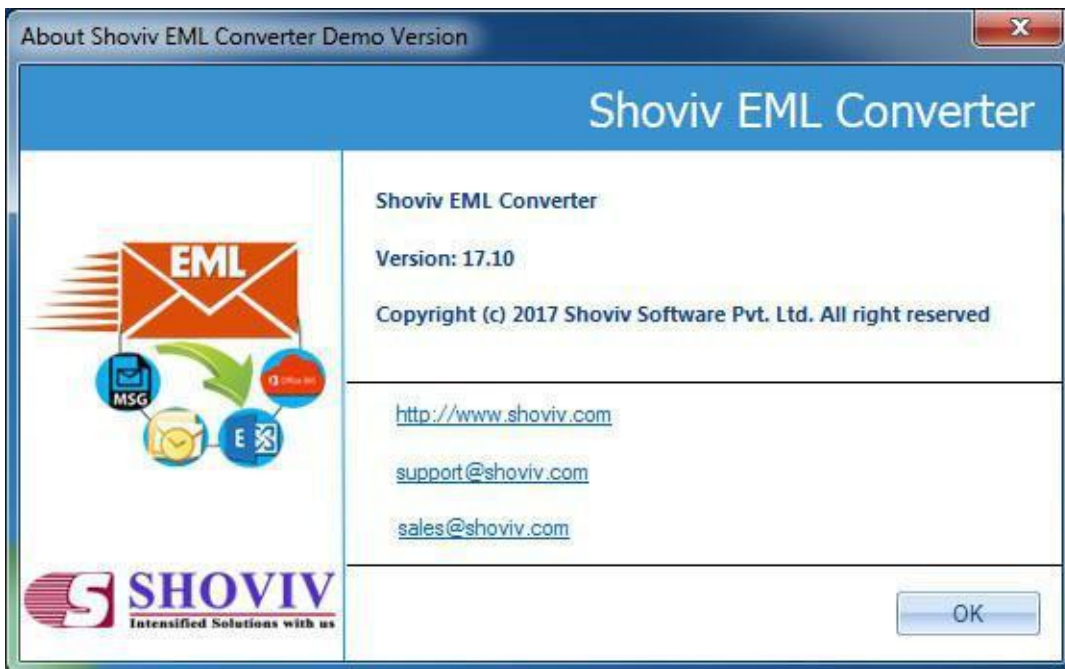 About Shoviv EML Converter Demo Version
Shoviv EML Converter
Shoviv EML Converter
Version: 17.10
Copyright (c) 2017 Shoviv Software Pvt. Ltd. All right reserved
EML
MSG
Office 365
E
http://www.shoviv.com
support@shoviv.com
sales@shoviv.com
S SHOVIV
Intensified Solutions with us
OK